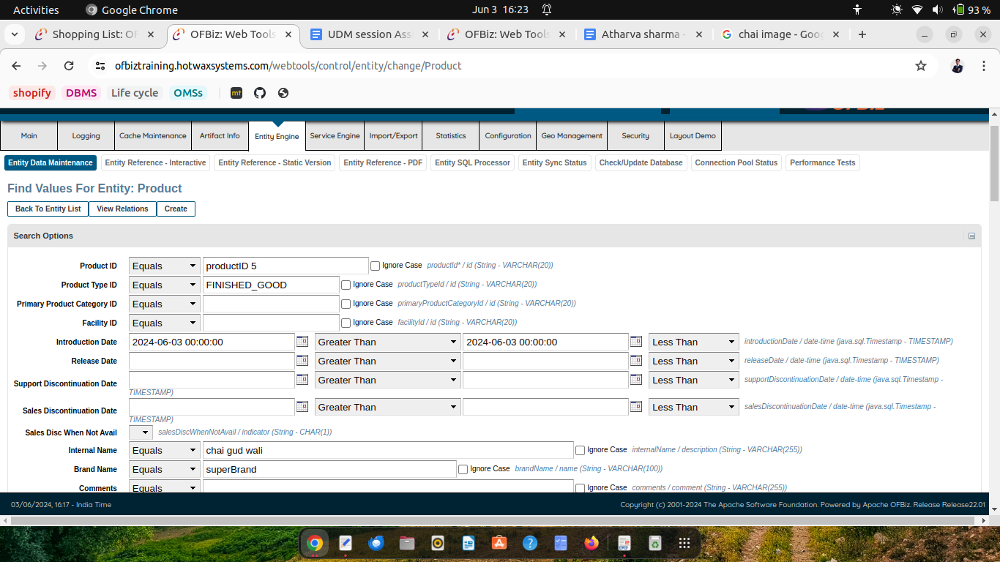 Activities Google Chrome Jun 3 16:23 93 %
Shopping List: OF OFBiz: Web Tools UDM session Ass OFBiz: Web Tools Atharva sharma - chai image - Goog
ofbiztraining.hotwaxsystems.com/webtools/control/entity/change/Product
shopify DBMS Life cycle OMSs mt
Main Logging Cache Maintenance Artifact Info Entity Engine Service Engine Import/Export Statistics Configuration Geo Management Security Layout Demo
Entity Data Maintenance Entity Reference - Interactive Entity Reference - Static Version Entity Reference - PDF Entity SQL Processor Entity Sync Status Check/Update Database Connection Pool Status Performance Tests
Find Values For Entity: Product
Back To Entity List View Relations Create
Search Options
Product ID Equals productID 5 Ignore Case productId* / id (String - VARCHAR(20))
Product Type ID Equals FINISHED_GOOD Ignore Case productTypeId / id (String - VARCHAR(20))
Primary Product Category ID Equals Ignore Case primaryProductCategoryId / id (String - VARCHAR(20))
Facility ID Equals Ignore Case facilityId / id (String - VARCHAR(20))
Introduction Date 2024-06-03 00:00:00 Greater Than 2024-06-03 00:00:00 Less Than introductionDate / date-time (java.sql.Timestamp - TIMESTAMP)
Release Date Greater Than Less Than releaseDate / date-time (java.sql.Timestamp - TIMESTAMP)
Support Discontinuation Date Greater Than Less Than supportDiscontinuationDate / date-time (java.sql.Timestamp -
TIMESTAMP)
Sales Discontinuation Date Greater Than Less Than salesDiscontinuationDate / date-time (java.sql.Timestamp -
TIMESTAMP)
Sales Disc When Not Avail salesDiscWhenNotAvail / indicator (String - CHAR(1))
Internal Name Equals chai gud wali Ignore Case internalName / description (String - VARCHAR(255))
Brand Name Equals superBrand Ignore Case brandName / name (String - VARCHAR(100))
Comments Equals Ignore Case comments / comment (String - VARCHAR(255))
03/06/2024, 16:17 - India Time Copyright (c) 2001-2024 The Apache Software Foundation. Powered by Apache OFBiz. Release Release22.01